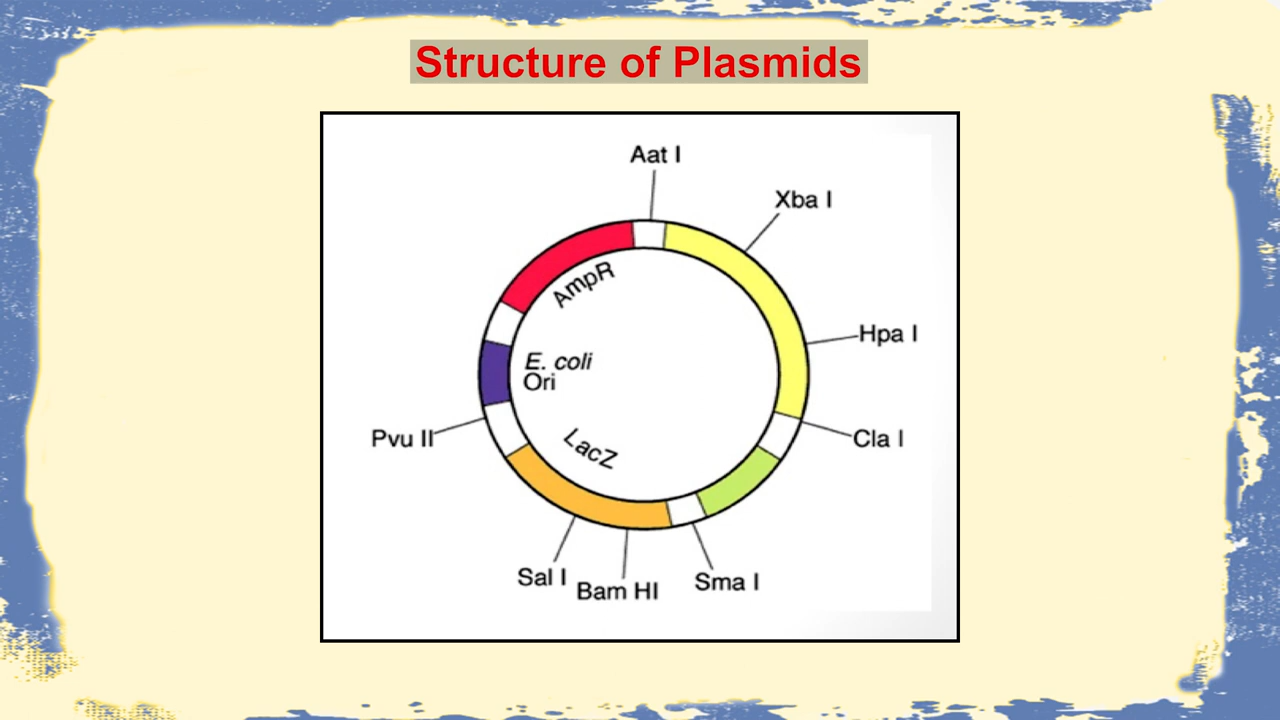 Structure of Plasmids
Aat I
Xba I
AmpR
Hpa I
E. coli
Ori
Pvu II
LacZ
Cla I
Sal I
Bam HI
Sma I